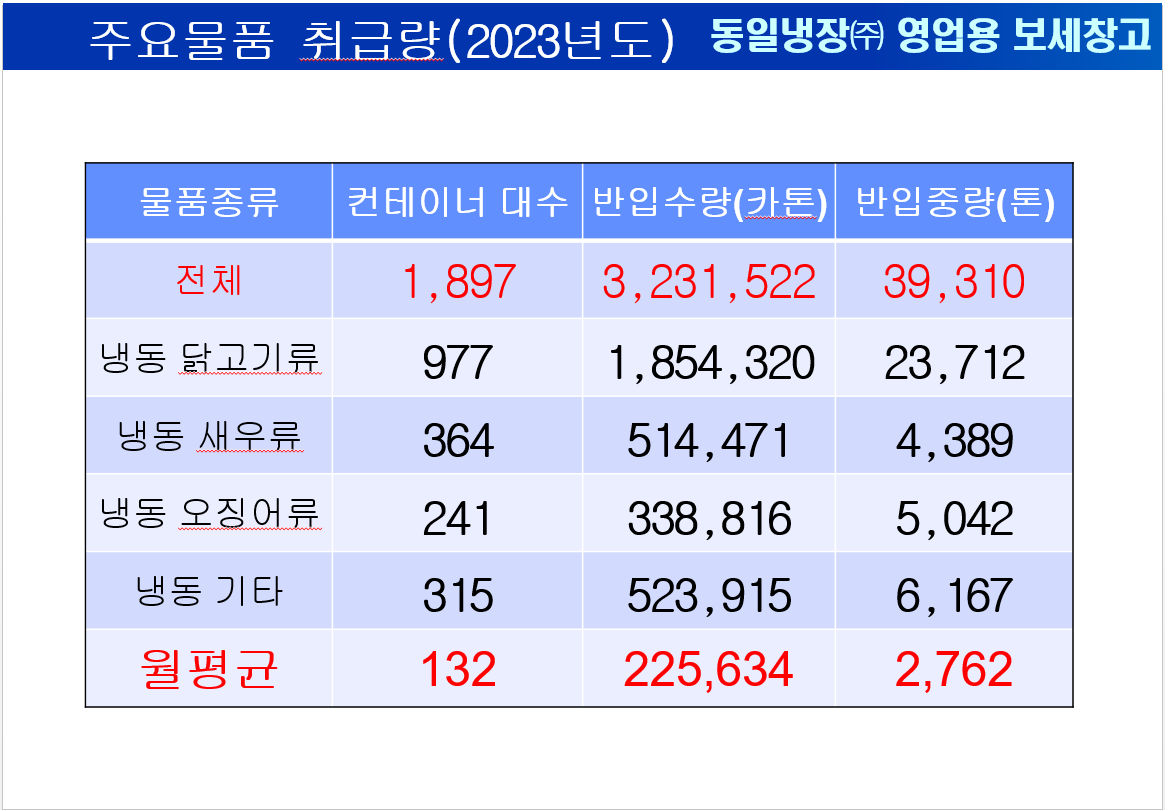 주요물품 취급량(2023년도) 동일냉장㈜ 영업용 보세창고
물품종류 컨테이너 대수 반입수량(카톤) 반입중량(톤)
전체 1,897 3,231,522 39,310
냉동 닭고기류 977 1,854,320 23,712
냉동 새우류 364 514,471 4,389
냉동 오징어류 241 338,816 5,042
냉동 기타 315 523,915 6,167
월평균 132 225,634 2,762